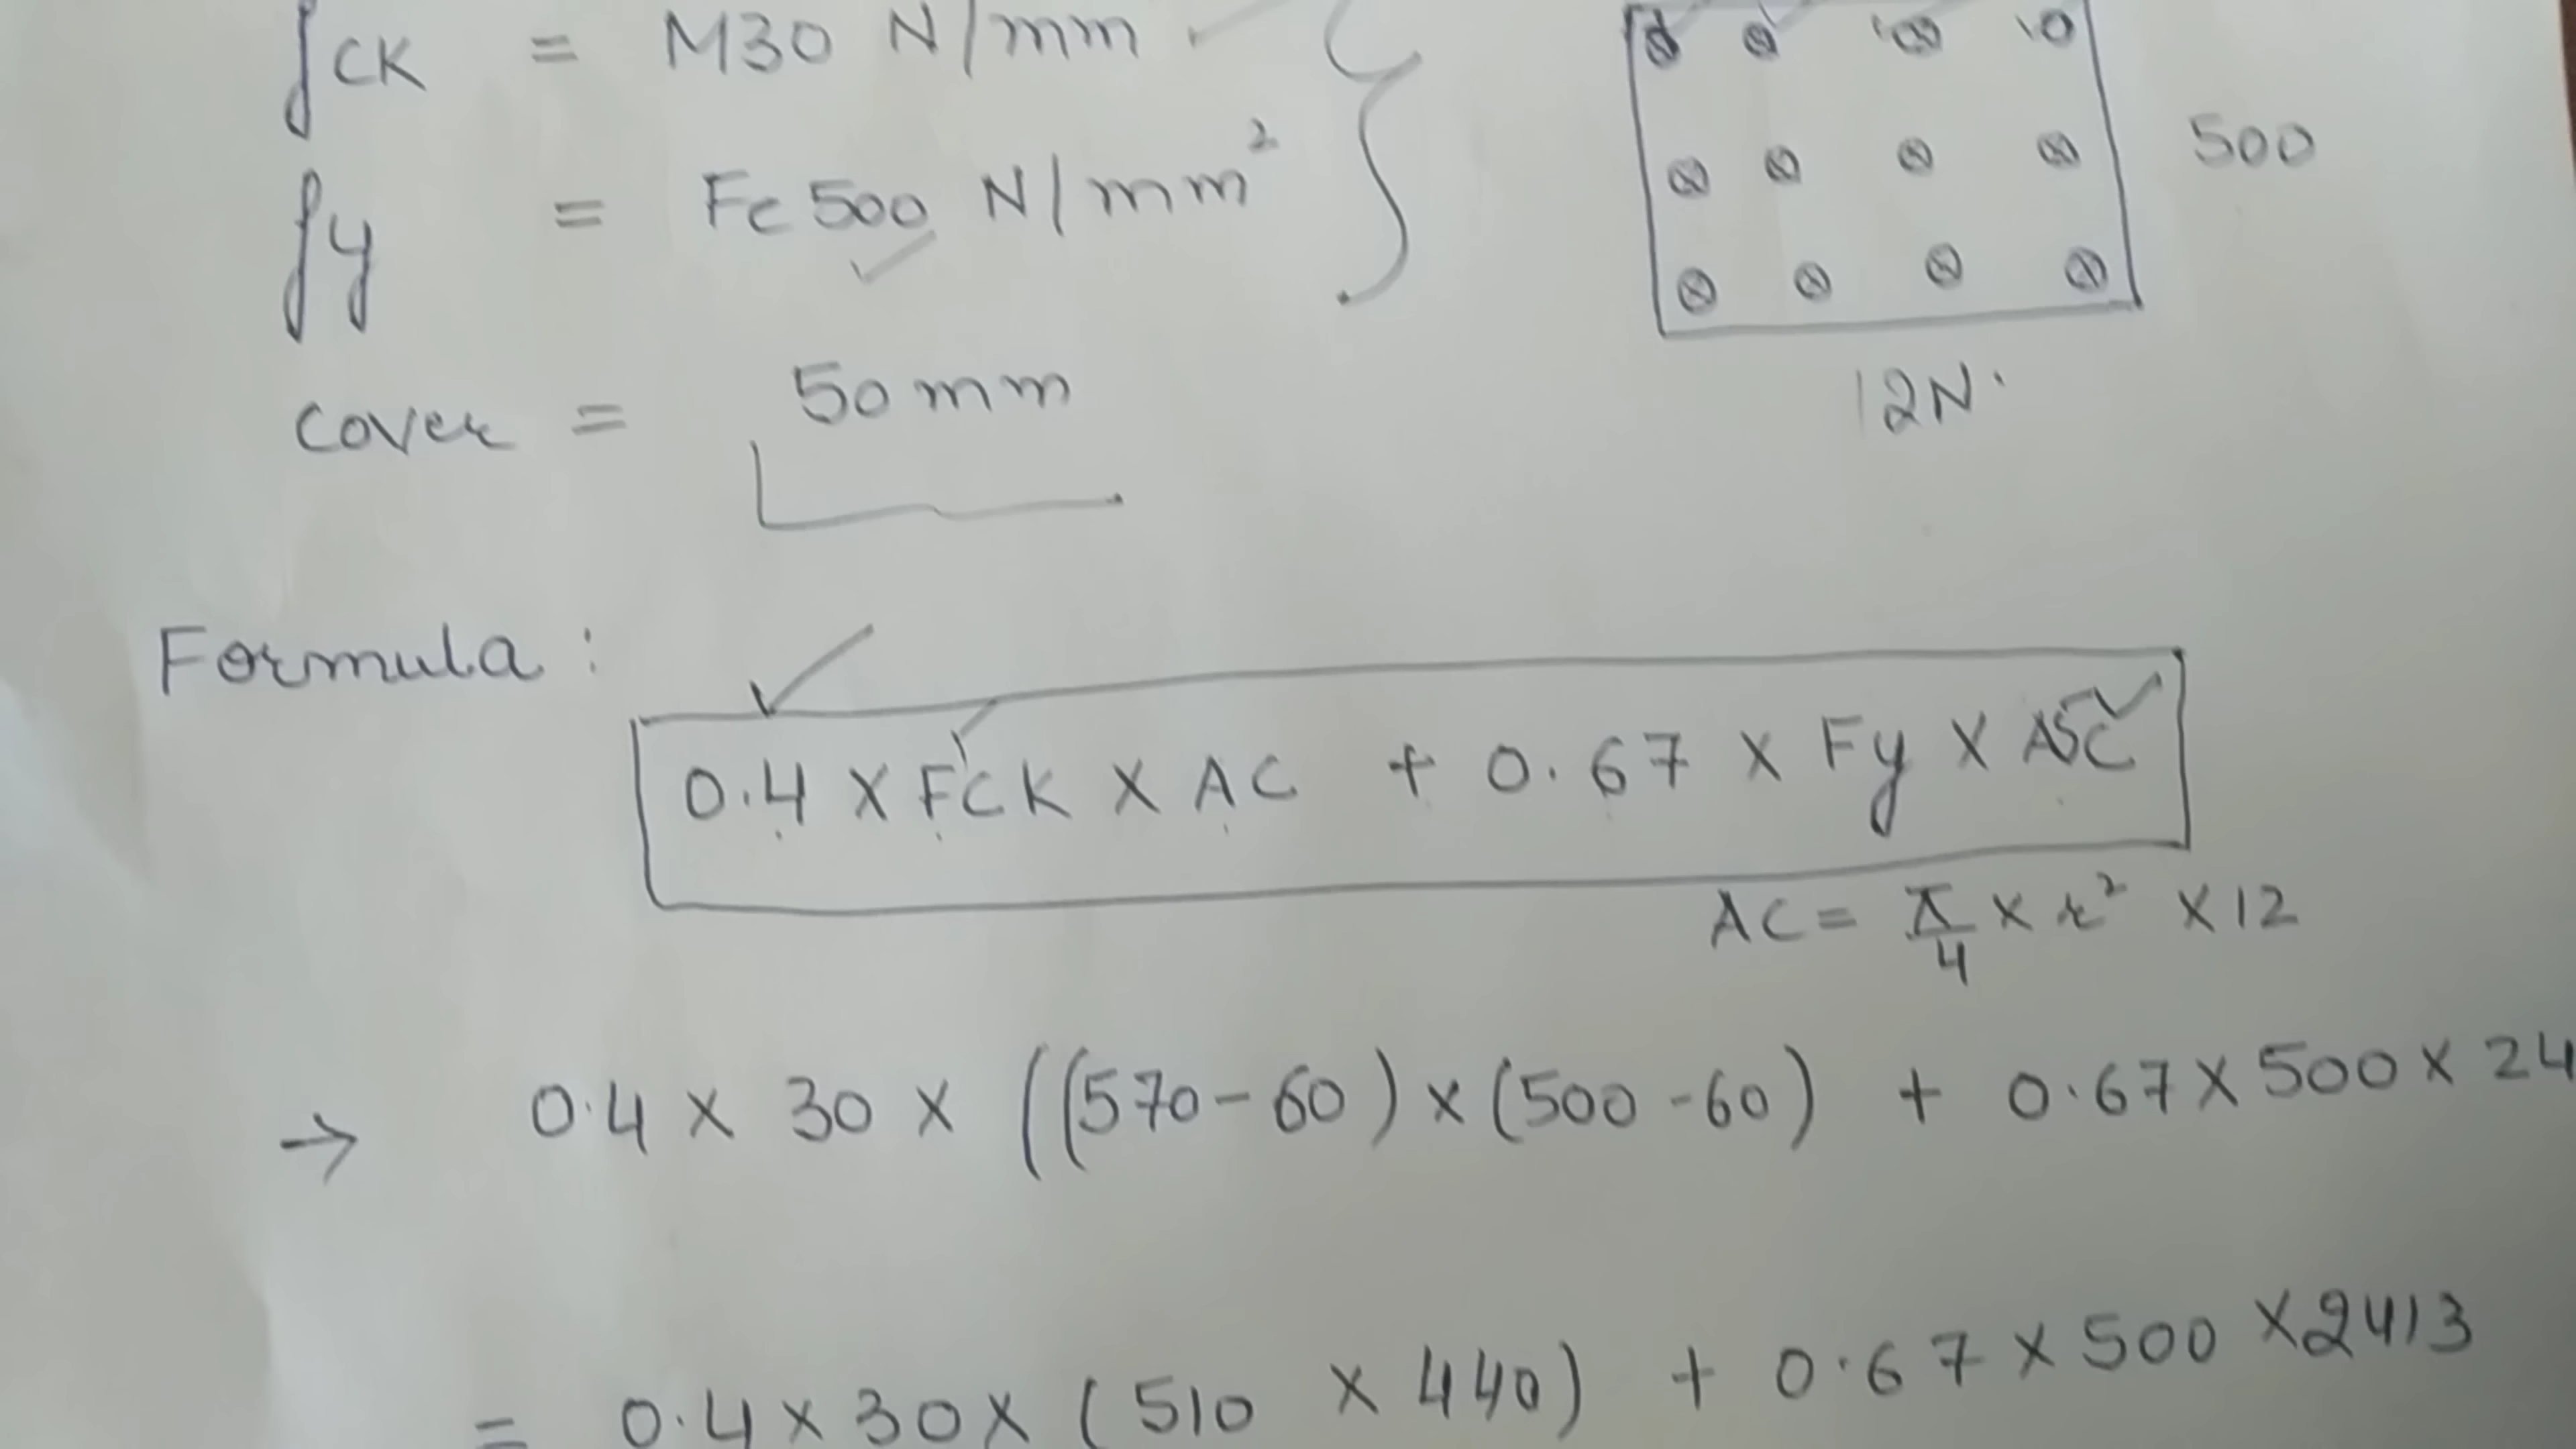 fck = M30 N/mm
fy = Fe500 N/mm²
500
cover = 50mm
12N.
Formula :
0.4 X FCK X AC + 0.67 X Fy X ASC
AC = π/4 X r² X 12
→ 0.4 X 30 X ((570-60) X (500-60) + 0.67 X 500 X 24
= 0.4 X 30 X (510 X 440) + 0.67 X 500 X 2413